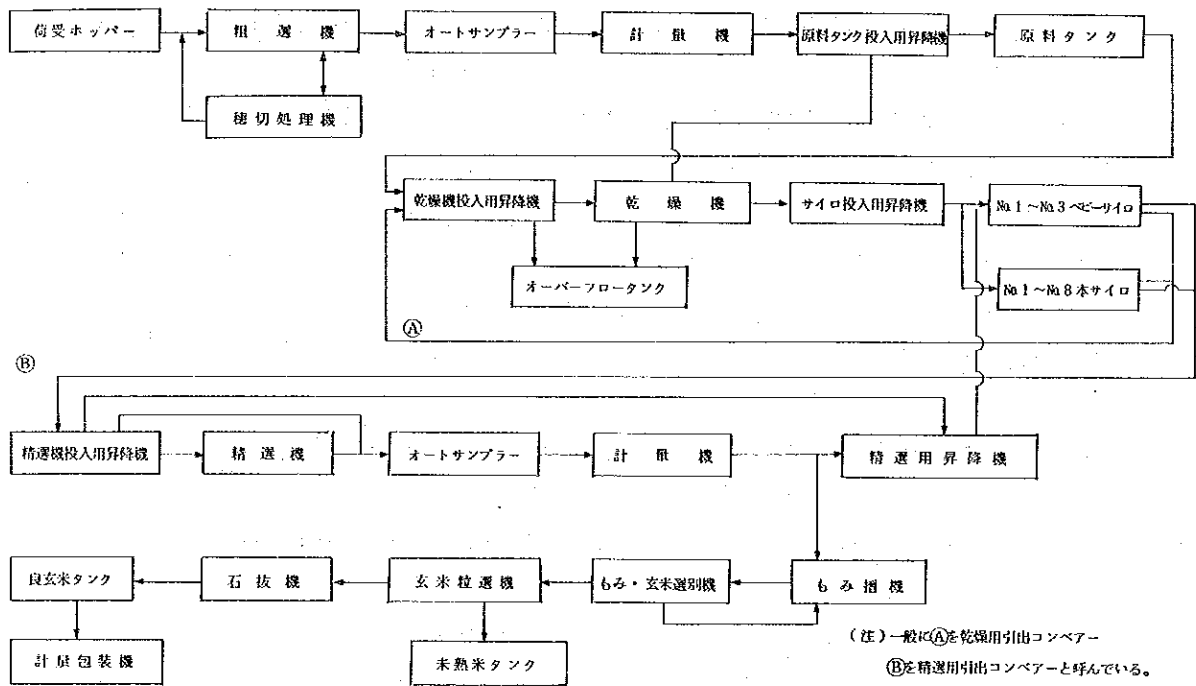 荷受ホッパー
粗選機
オートサンプラー
計量機
原料タンク投入用昇降機
原料タンク
穂切処理機
乾燥機投入用昇降機
乾燥機
サイロ投入用昇降機
No.1～No.3ベビーサイロ
オーバーフロータンク
No.1～No.8本サイロ
Ⓐ
Ⓑ
精選機投入用昇降機
精選機
オートサンプラー
計量機
精選用昇降機
良玄米タンク
石抜機
玄米粒選機
もみ・玄米選別機
もみ摺機
計量包装機
未熟米タンク
（注）一般にⒶを乾燥用引出コンベアー
Ⓑを精選用引出コンベアーと呼んでいる。